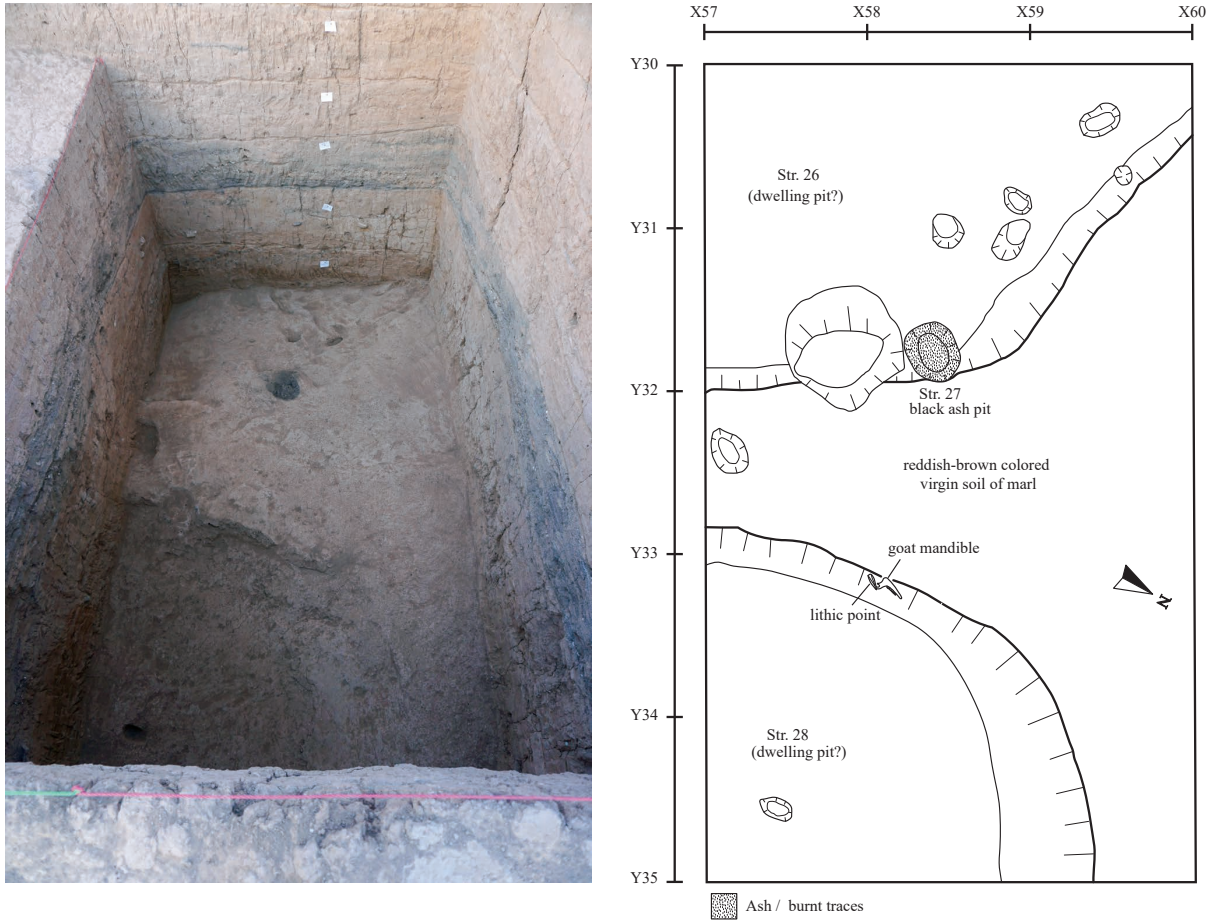 X57
X58
X59
X60
Y30
Str. 26
(dwelling pit?)
Y31
Y32
Str. 27
black ash pit
reddish-brown colored
virgin soil of marl
Y33
goat mandible
N
lithic point
Y34
Str. 28
(dwelling pit?)
Y35
Ash / burnt traces